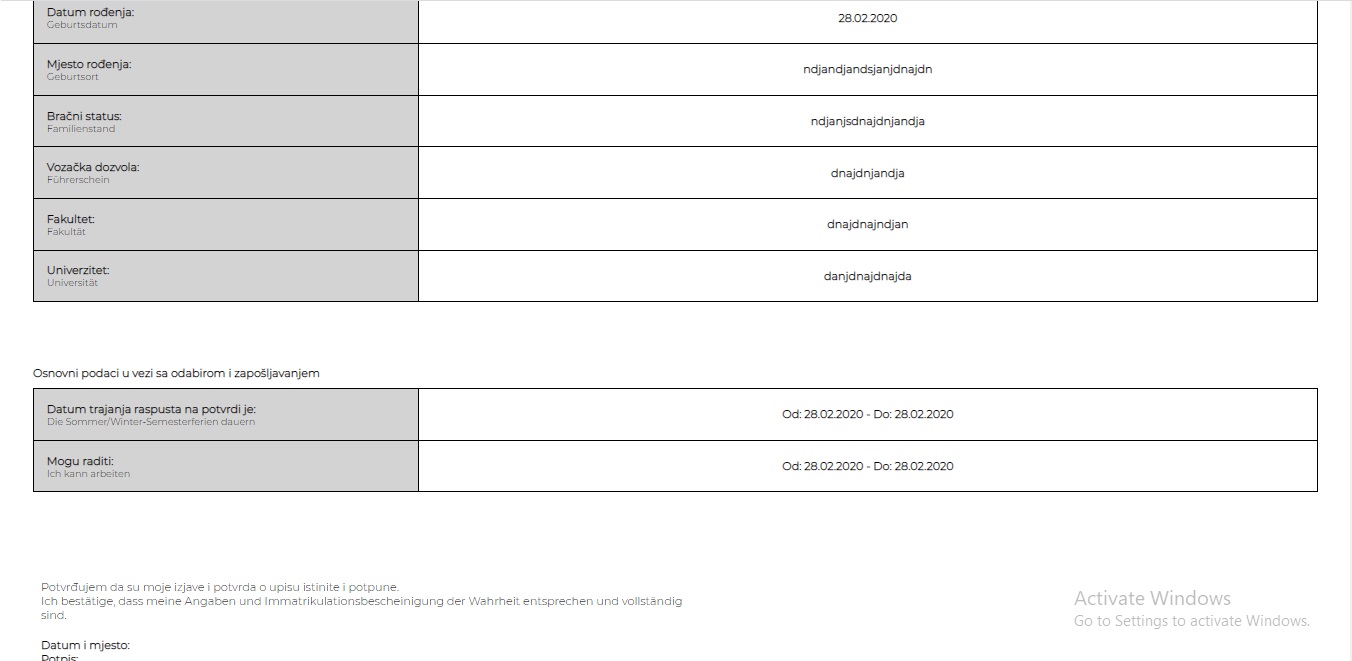 Datum rođenja:
Geburtsdatum
28.02.2020
Mjesto rođenja:
Geburtsort
ndjandjandsjanjdnajdn
Bračni status:
Familienstand
ndjanjsdnajdnjandja
Vozačka dozvola:
Führerschein
dnajdnjandja
Fakultet:
Fakultät
dnajdnajndjan
Univerzitet:
Universität
danjdnajdnajda
Osnovni podaci u vezi sa odabirom i zapošljavanjem
Datum trajanja raspusta na potvrdi je:
Die Sommer/Winter-Semesterferien dauern
Od: 28.02.2020 - Do: 28.02.2020
Mogu raditi:
Ich kann arbeiten
Od: 28.02.2020 - Do: 28.02.2020
Potvrđujem da su moje izjave i potvrda o upisu istinite i potpune.
Ich bestätige, dass meine Angaben und Immatrikulationsbescheinigung der Wahrheit entsprechen und vollständig
sind.
Datum i mjesto:
Potpis:
Activate Windows
Go to Settings to activate Windows.